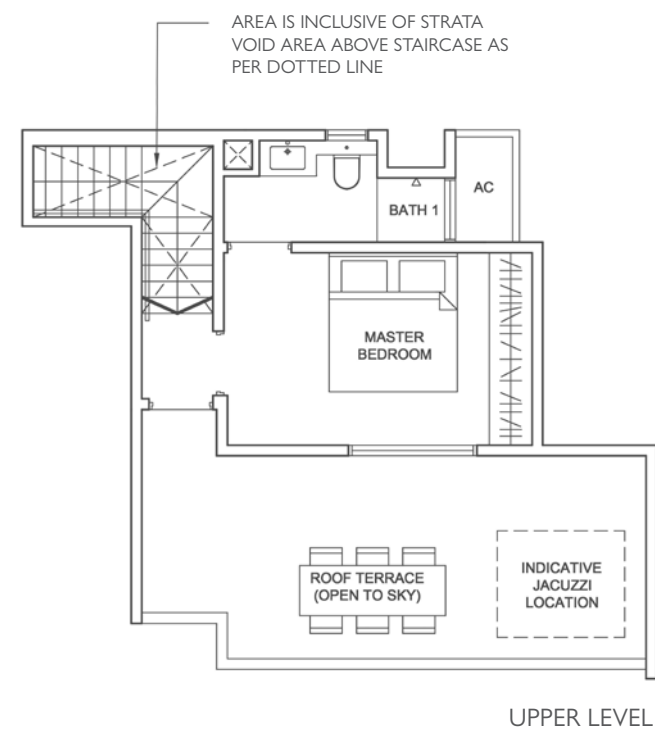 AREA IS INCLUSIVE OF STRATA
VOID AREA ABOVE STAIRCASE AS
PER DOTTED LINE
BATH 1
AC
MASTER
BEDROOM
ROOF TERRACE
(OPEN TO SKY)
INDICATIVE
JACUZZI
LOCATION
UPPER LEVEL